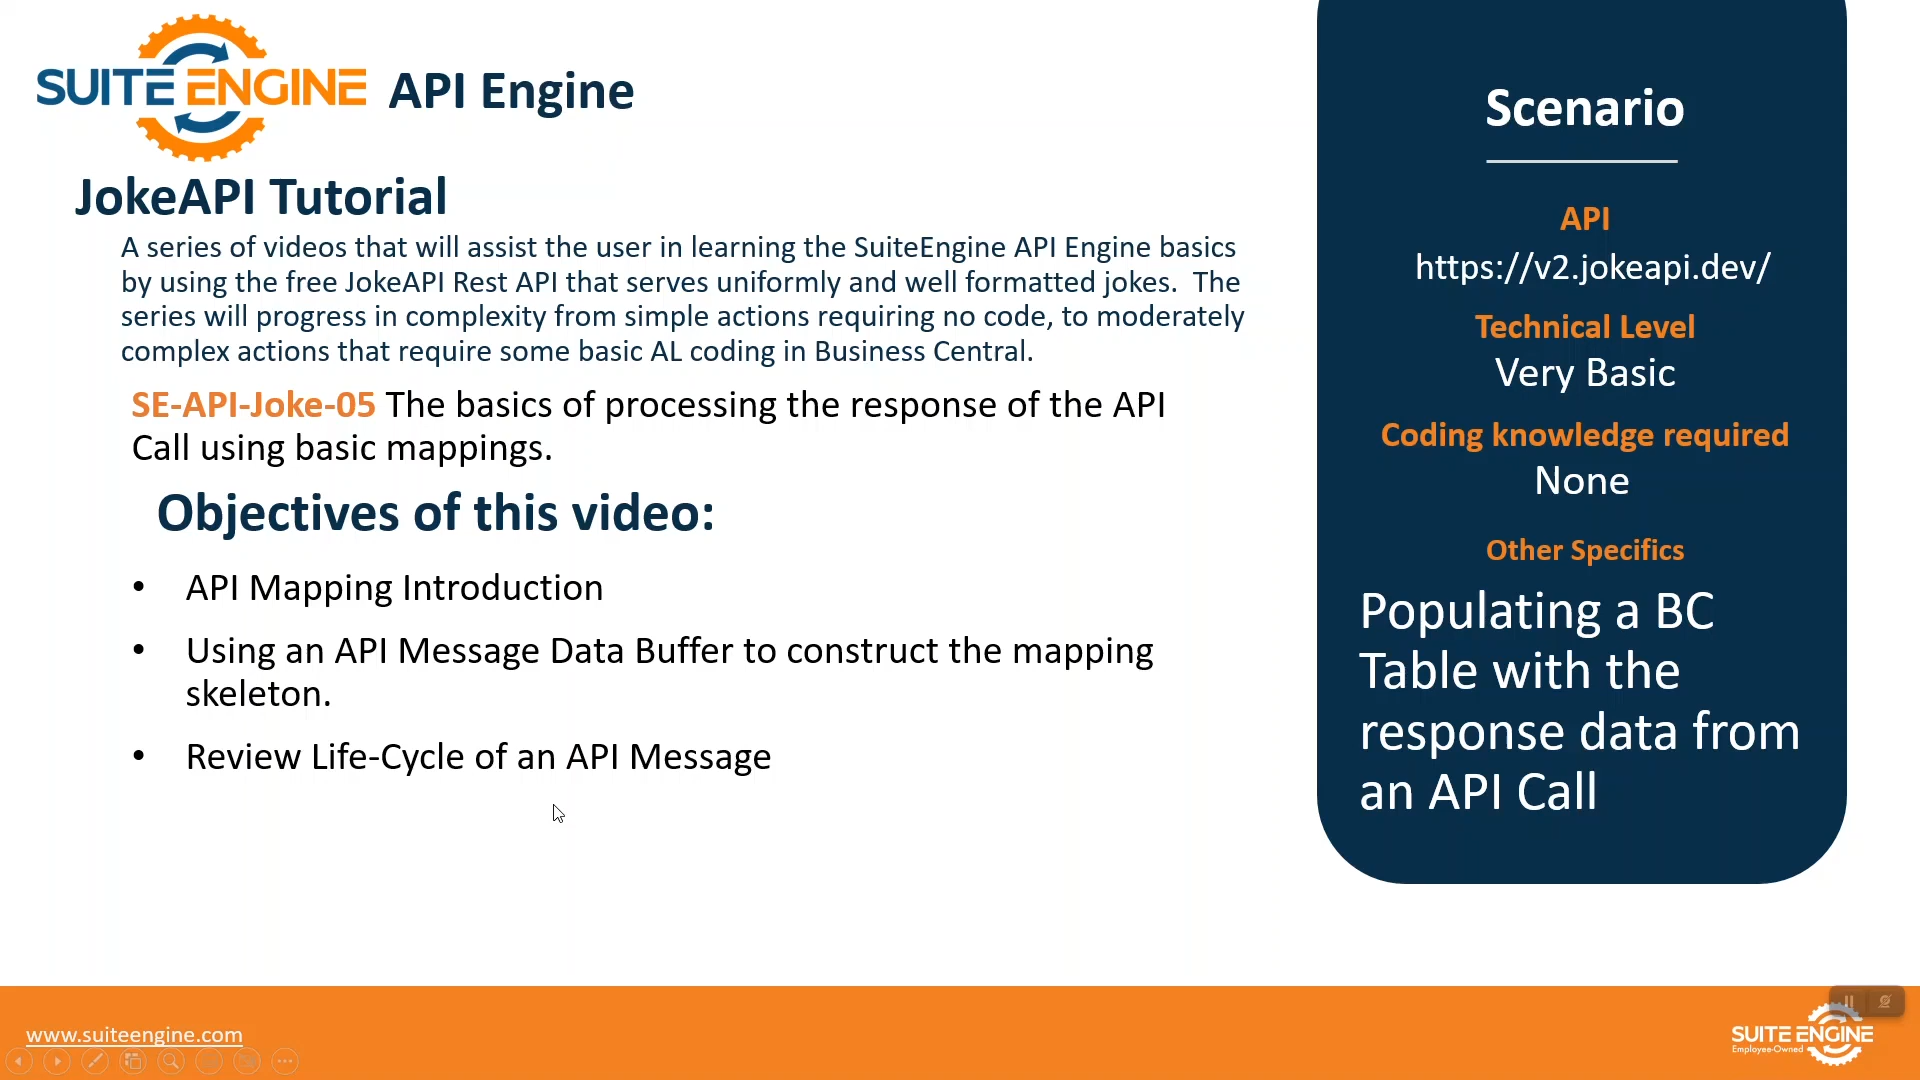 SUITE ENGINE API Engine
JokeAPI Tutorial
A series of videos that will assist the user in learning the SuiteEngine API Engine basics
by using the free JokeAPI Rest API that serves uniformly and well formatted jokes.  The
series will progress in complexity from simple actions requiring no code, to moderately
complex actions that require some basic AL coding in Business Central.
SE-API-Joke-05 The basics of processing the response of the API
Call using basic mappings.
Objectives of this video:
• API Mapping Introduction
• Using an API Message Data Buffer to construct the mapping
skeleton.
• Review Life-Cycle of an API Message
Scenario
API
https://v2.jokeapi.dev/
Technical Level
Very Basic
Coding knowledge required
None
Other Specifics
Populating a BC
Table with the
response data from
an API Call
www.suiteengine.com
SUITE ENGINE
Employee-Owned